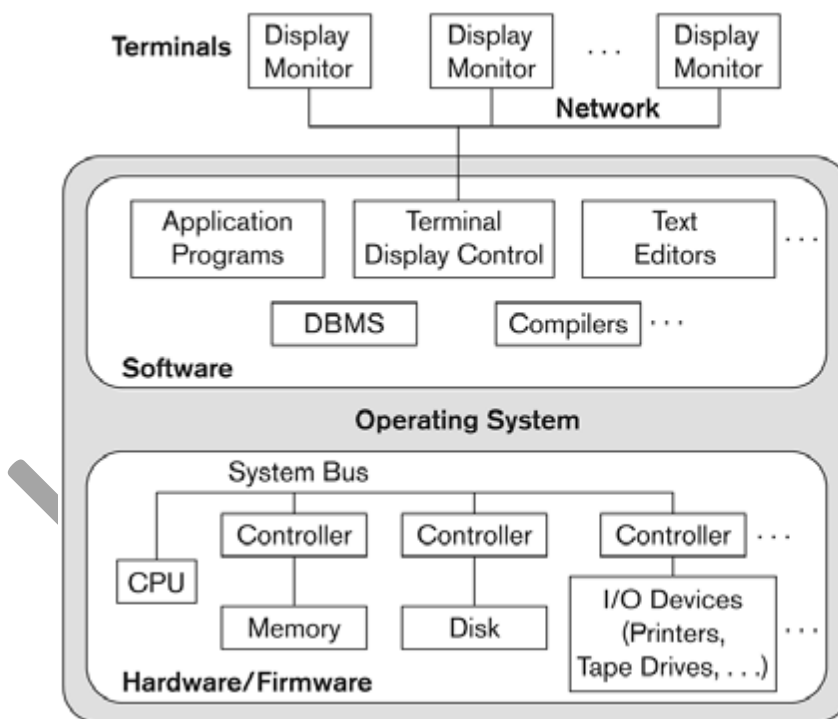 Terminals
Display
Monitor
Display
Monitor
. . .
Display
Monitor
Network
Application
Programs
Terminal
Display Control
Text
Editors
. . .
DBMS
Compilers
. . .
Software
Operating System
System Bus
Controller
Controller
Controller
. . .
CPU
Memory
Disk
I/O Devices
(Printers,
Tape Drives, . . .)
. . .
Hardware/Firmware